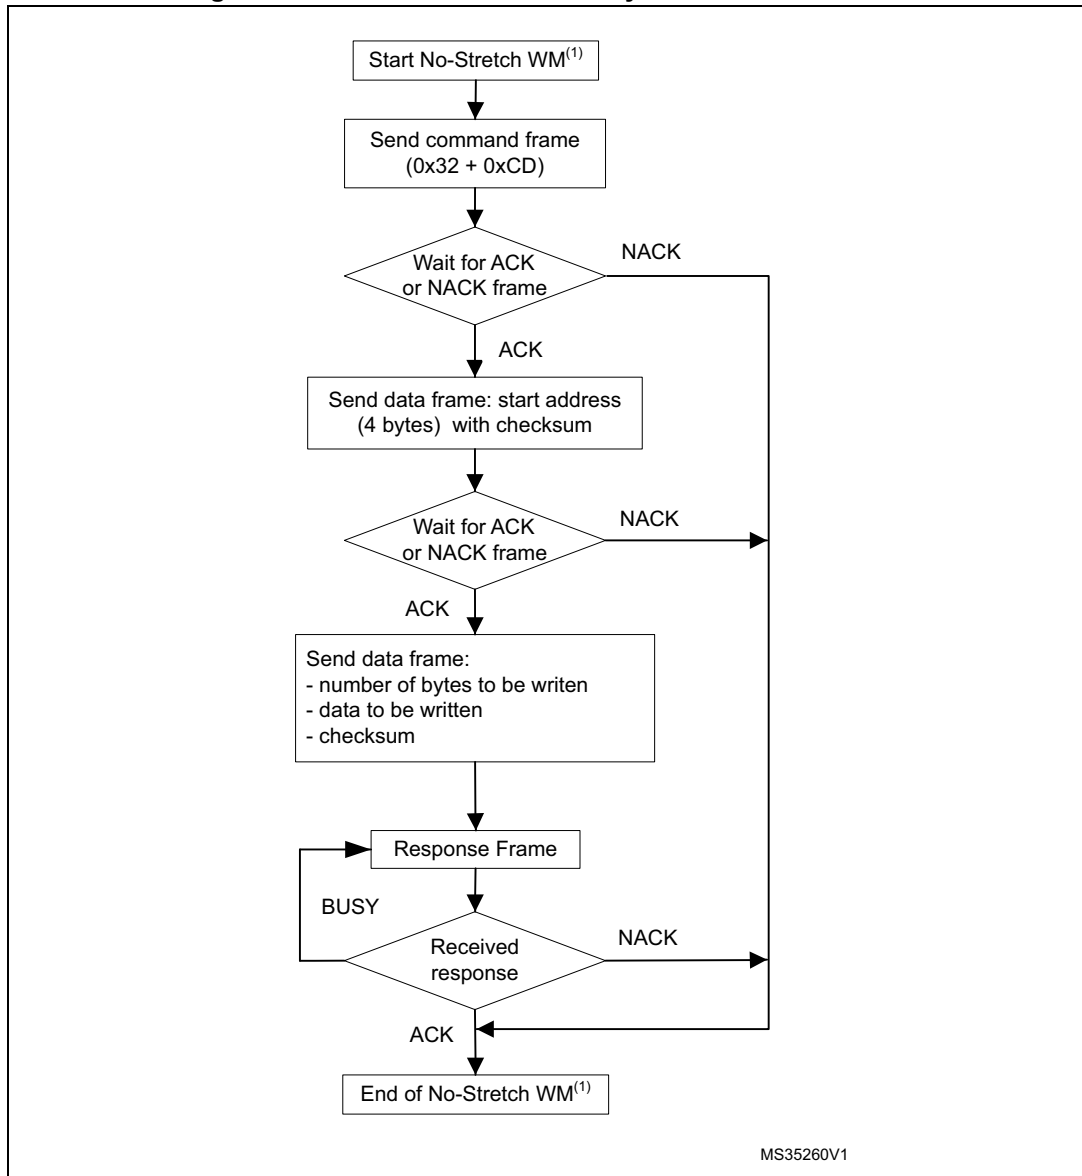 Start No-Stretch WM(1)
Send command frame
(0x32 + 0xCD)
Wait for ACK
or NACK frame
NACK
ACK
Send data frame: start address
(4 bytes) with checksum
Wait for ACK
or NACK frame
NACK
ACK
Send data frame:
- number of bytes to be writen
- data to be written
- checksum
Response Frame
BUSY
Received
response
NACK
ACK
End of No-Stretch WM(1)
MS35260V1